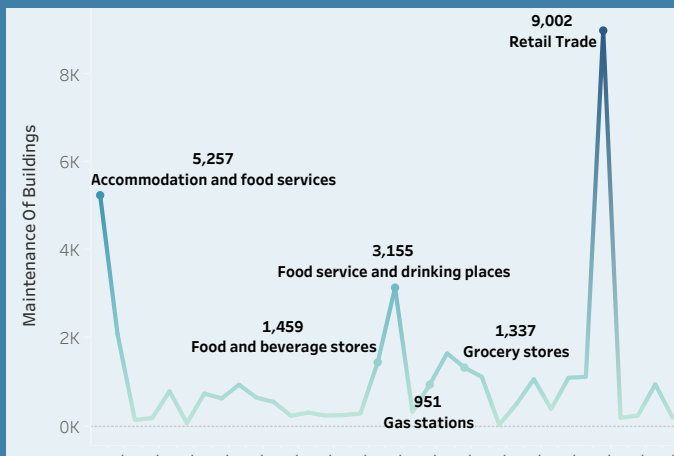 9,002
Retail Trade
8K
Maintenance Of Buildings
5,257
Accommodation and food services
6K
3,155
Food service and drinking places
4K
1,459
Food and beverage stores
1,337
Grocery stores
2K
951
Gas stations
0K